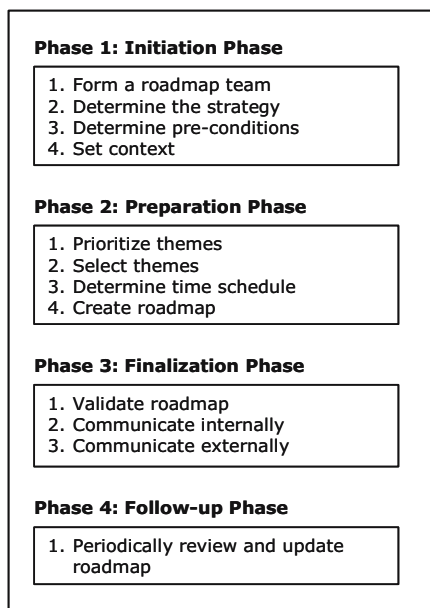 Phase 1: Initiation Phase
1. Form a roadmap team
2. Determine the strategy
3. Determine pre-conditions
4. Set context
Phase 2: Preparation Phase
1. Prioritize themes
2. Select themes
3. Determine time schedule
4. Create roadmap
Phase 3: Finalization Phase
1. Validate roadmap
2. Communicate internally
3. Communicate externally
Phase 4: Follow-up Phase
1. Periodically review and update
roadmap